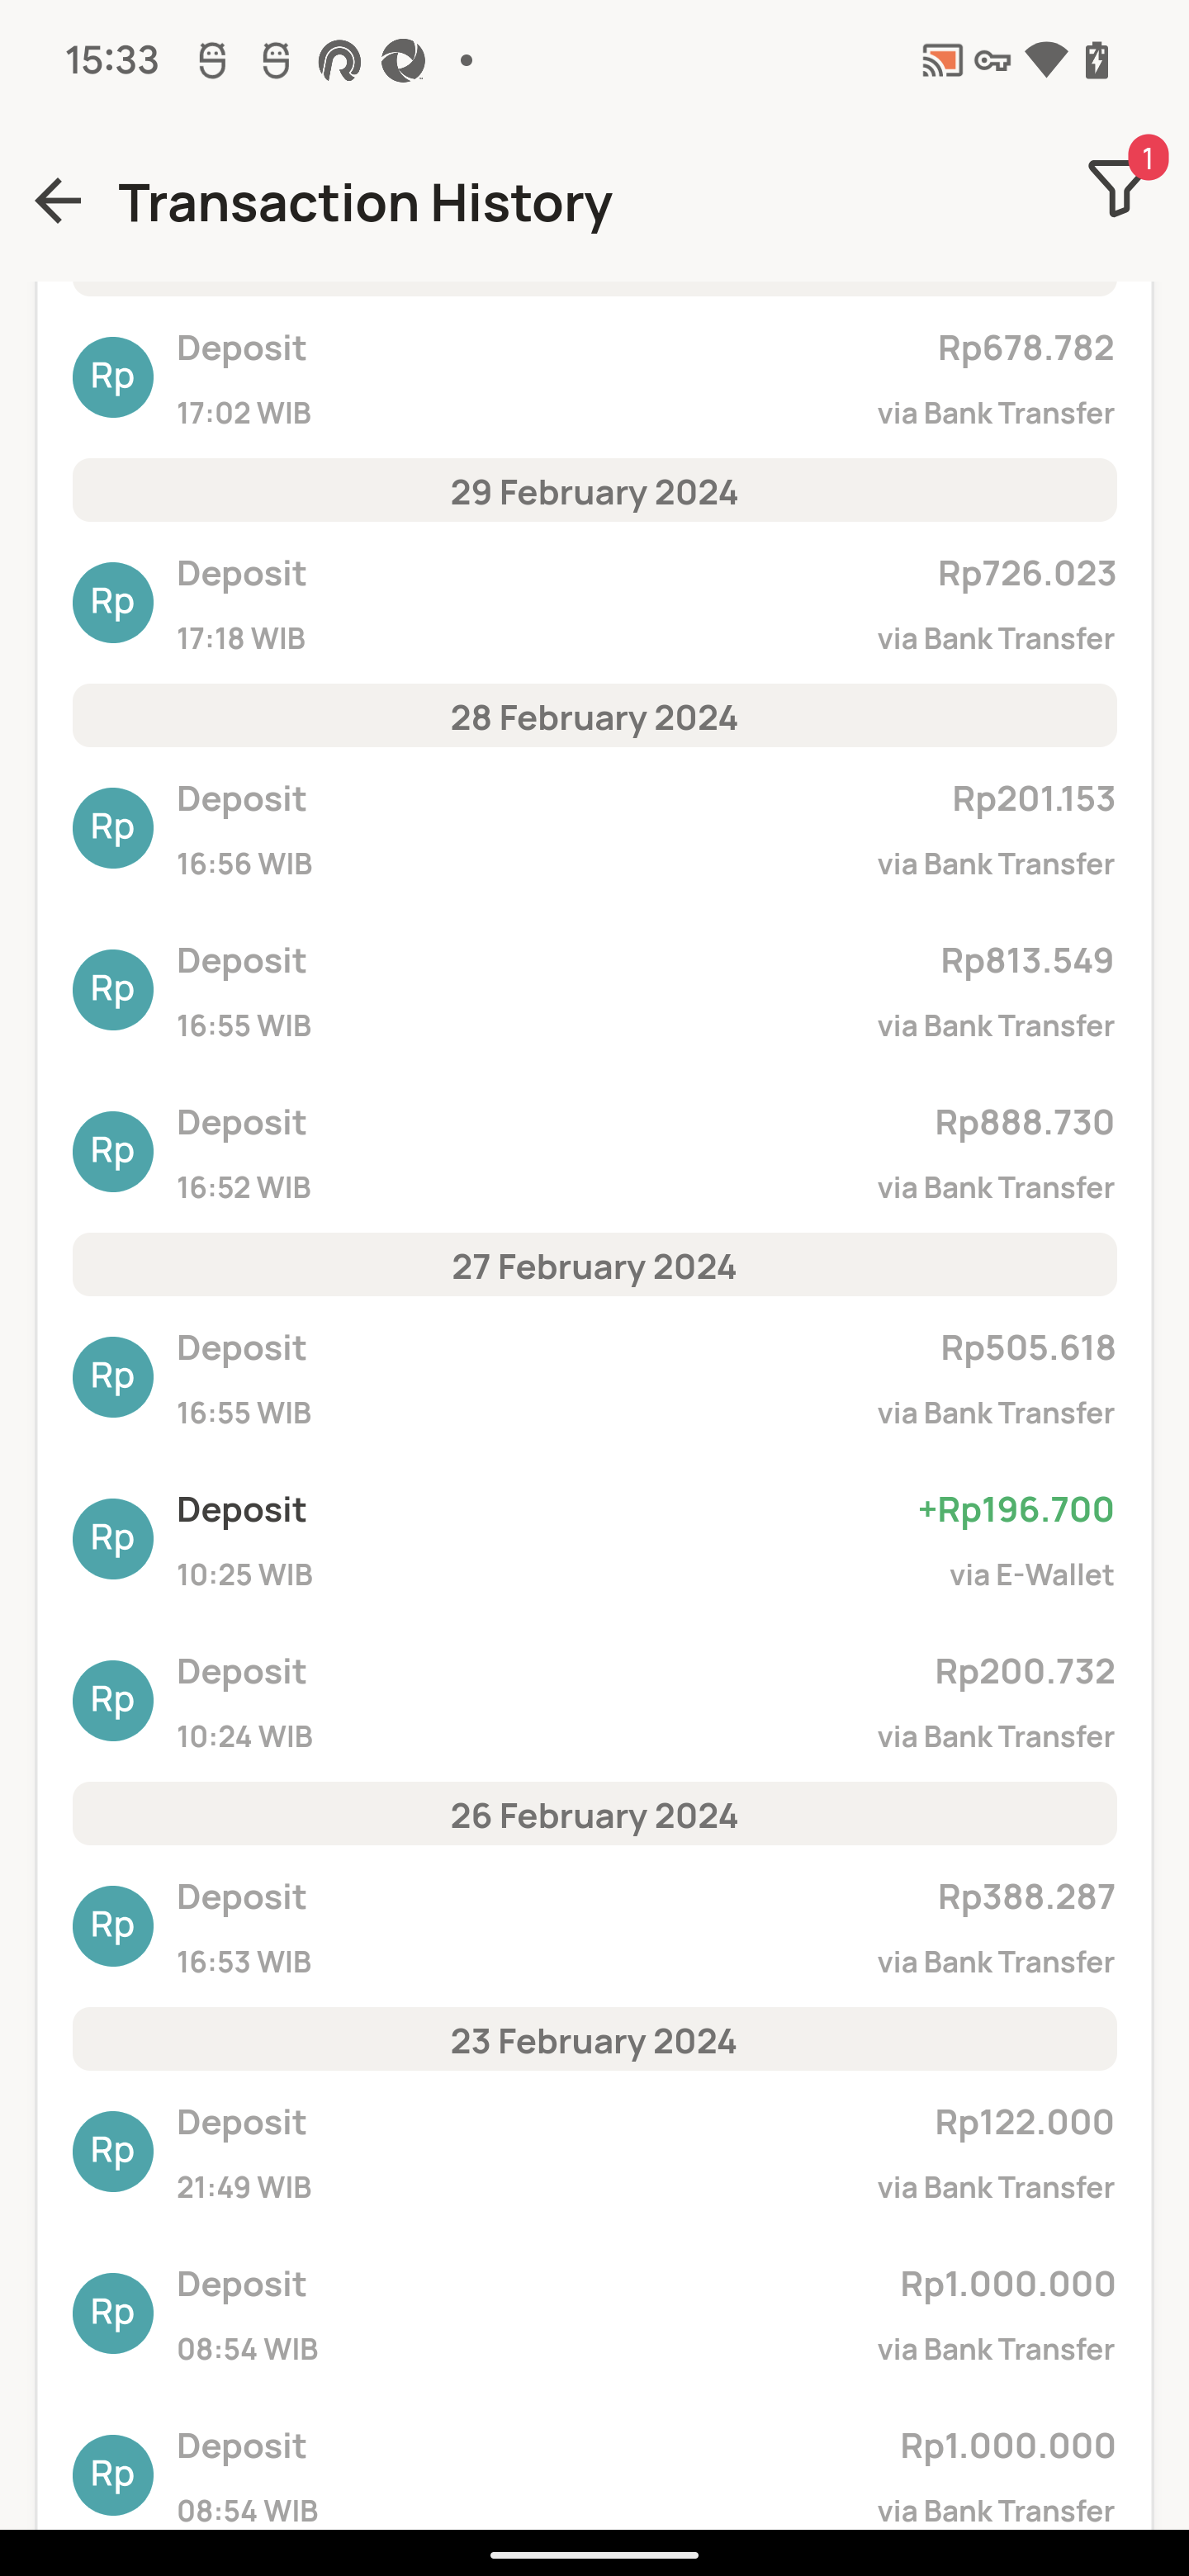 15:33
Transaction History
1
Rp Deposit Rp678.782
17:02 WIB via Bank Transfer
29 February 2024
Rp Deposit Rp726.023
17:18 WIB via Bank Transfer
28 February 2024
Rp Deposit Rp201.153
16:56 WIB via Bank Transfer
Rp Deposit Rp813.549
16:55 WIB via Bank Transfer
Rp Deposit Rp888.730
16:52 WIB via Bank Transfer
27 February 2024
Rp Deposit Rp505.618
16:55 WIB via Bank Transfer
Rp Deposit +Rp196.700
10:25 WIB via E-Wallet
Rp Deposit Rp200.732
10:24 WIB via Bank Transfer
26 February 2024
Rp Deposit Rp388.287
16:53 WIB via Bank Transfer
23 February 2024
Rp Deposit Rp122.000
21:49 WIB via Bank Transfer
Rp Deposit Rp1.000.000
08:54 WIB via Bank Transfer
Rp Deposit Rp1.000.000
08:54 WIB via Bank Transfer